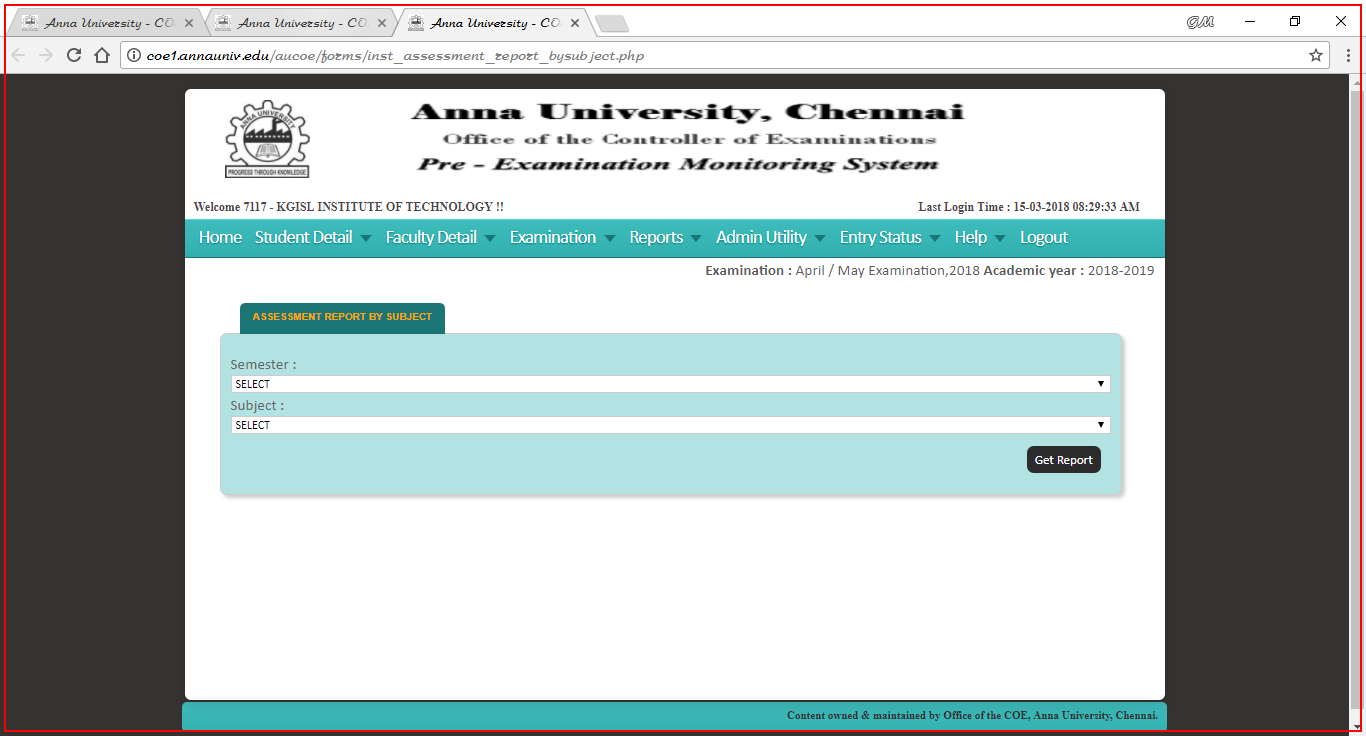 Anna University - CO
Anna University - CO
Anna University - CO
GM
coe1.annauniv.edu/aucoe/forms/inst_assessment_report_bysubject.php
ANNA UNIVERSITY
PROGRESS THROUGH KNOWLEDGE
Anna University, Chennai
Office of the Controller of Examinations
Pre - Examination Monitoring System
Welcome 7117 - KGISL INSTITUTE OF TECHNOLOGY !! Last Login Time : 15-03-2018 08:29:33 AM
Home Student Detail Faculty Detail Examination Reports Admin Utility Entry Status Help Logout
Examination : April / May Examination,2018 Academic year : 2018-2019
ASSESSMENT REPORT BY SUBJECT
Semester :
SELECT
Subject :
SELECT
Get Report
Content owned & maintained by Office of the COE, Anna University, Chennai.